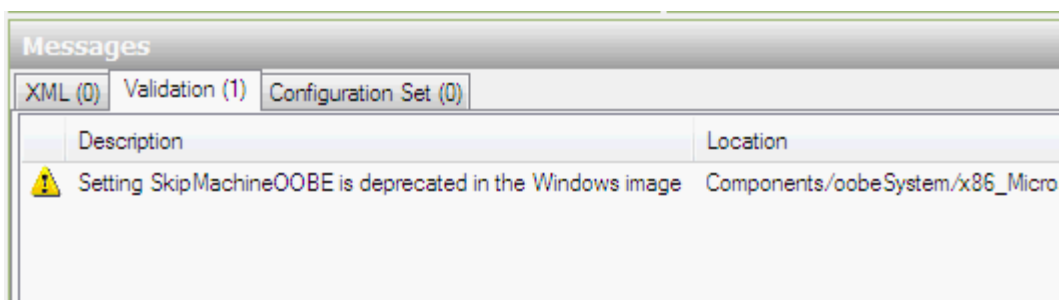 Messages
XML (0) Validation (1) Configuration Set (0)
Description Location
Setting SkipMachineOOBE is deprecated in the Windows image Components/oobeSystem/x86_Micro